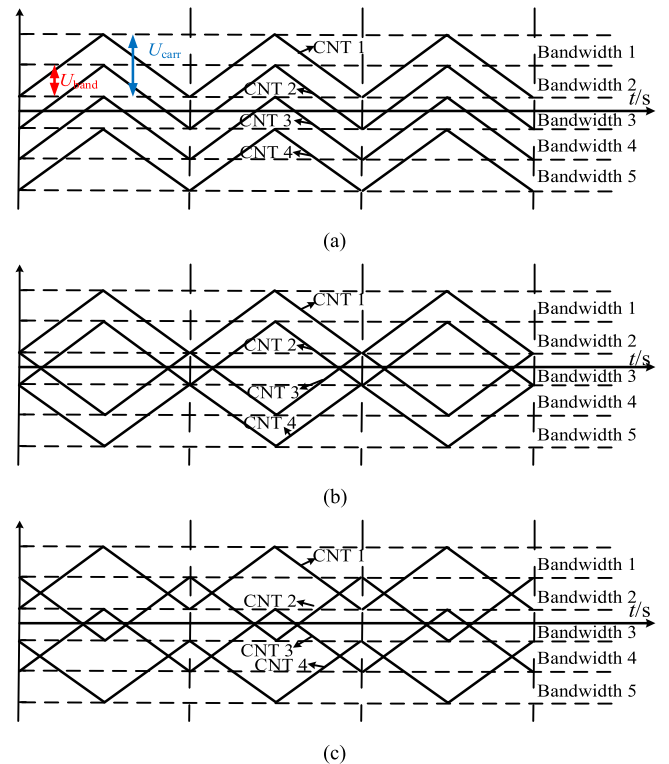 CNT 1
Ucarr
Bandwidth 1
Uband
CNT 2
Bandwidth 2
t/s
CNT 3
Bandwidth 3
CNT 4
Bandwidth 4
Bandwidth 5
(a)
CNT 1
Bandwidth 1
CNT 2
Bandwidth 2
t/s
Bandwidth 3
CNT 3
Bandwidth 4
CNT 4
Bandwidth 5
(b)
CNT 1
Bandwidth 1
CNT 2
Bandwidth 2
t/s
Bandwidth 3
CNT 3
CNT 4
Bandwidth 4
Bandwidth 5
(c)